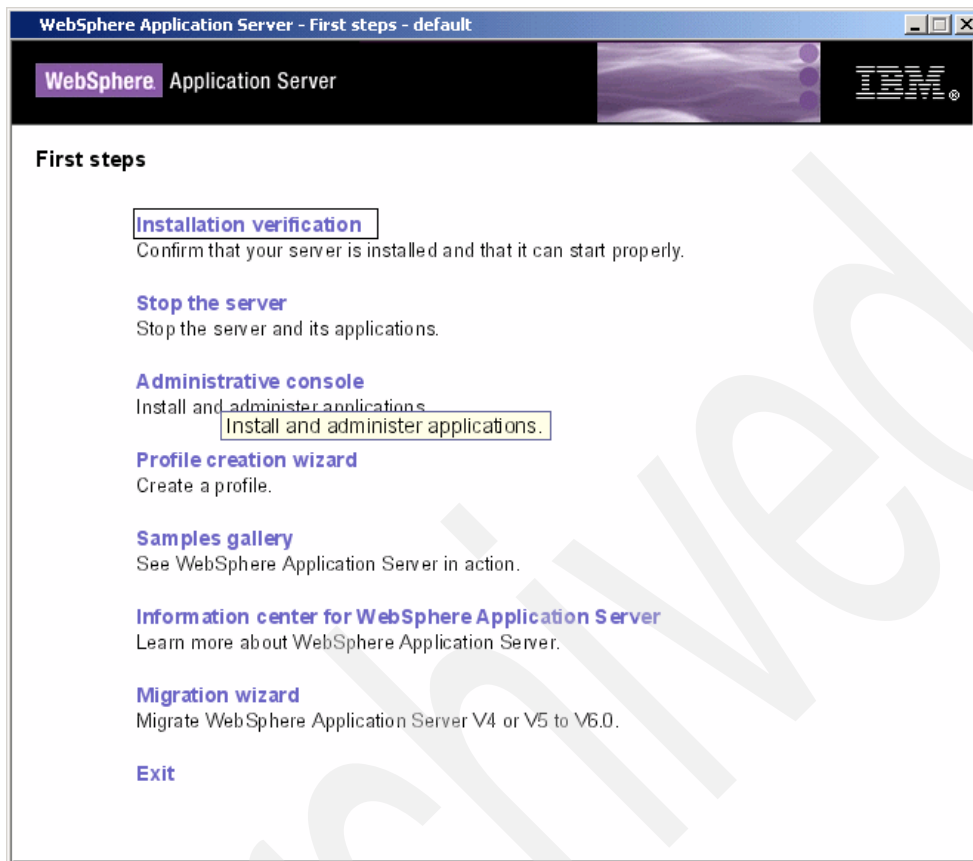 WebSphere Application Server - First steps - default
WebSphere. Application Server
IBM®
First steps
Installation verification
Confirm that your server is installed and that it can start properly.
Stop the server
Stop the server and its applications.
Administrative console
Install and administer applications.
Install and administer applications.
Profile creation wizard
Create a profile.
Samples gallery
See WebSphere Application Server in action.
Information center for WebSphere Application Server
Learn more about WebSphere Application Server.
Migration wizard
Migrate WebSphere Application Server V4 or V5 to V6.0.
Exit